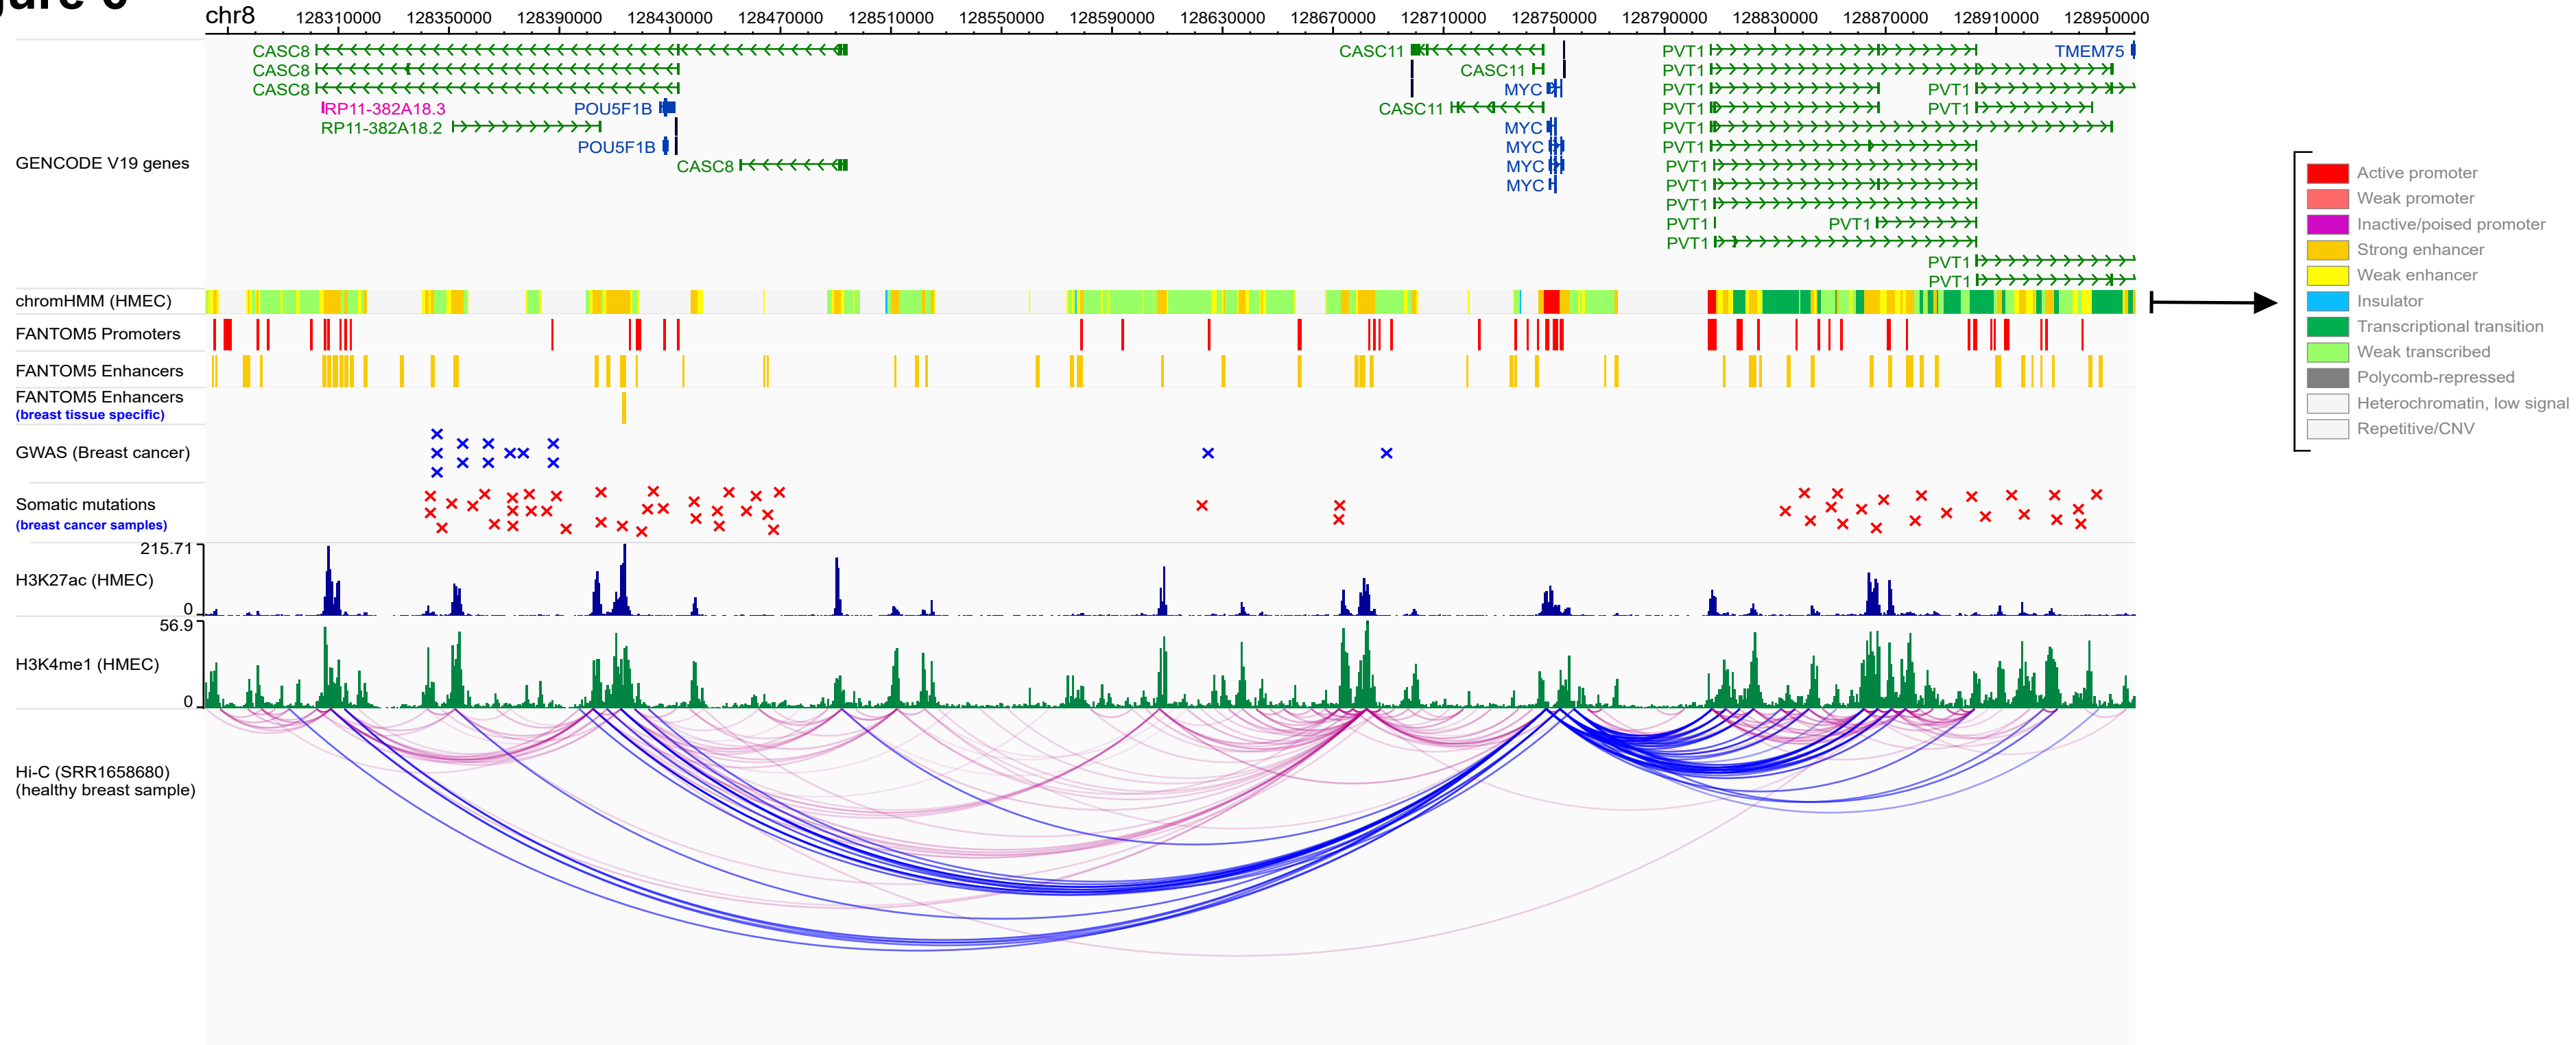 chr8 128310000 128350000 128390000 128430000 128470000 128510000 128550000 128590000 128630000 128670000 128710000 128750000 128790000 128830000 128870000 128910000 128950000
GENCODE V19 genes
CASC8 CASC11 PVT1 TMEM75
CASC8 CASC11 PVT1
CASC8 MYC PVT1 PVT1
RP11-382A18.3 POU5F1B CASC11 PVT1 PVT1
RP11-382A18.2 MYC PVT1
POU5F1B MYC PVT1
CASC8 MYC PVT1
MYC PVT1
PVT1
PVT1 PVT1
PVT1
PVT1
PVT1
chromHMM (HMEC)
FANTOM5 Promoters
FANTOM5 Enhancers
FANTOM5 Enhancers
(breast tissue specific)
GWAS (Breast cancer)
Somatic mutations
(breast cancer samples)
215.71
H3K27ac (HMEC)
0
56.9
H3K4me1 (HMEC)
0
Hi-C (SRR1658680)
(healthy breast sample)
Active promoter
Weak promoter
Inactive/poised promoter
Strong enhancer
Weak enhancer
Insulator
Transcriptional transition
Weak transcribed
Polycomb-repressed
Heterochromatin, low signal
Repetitive/CNV